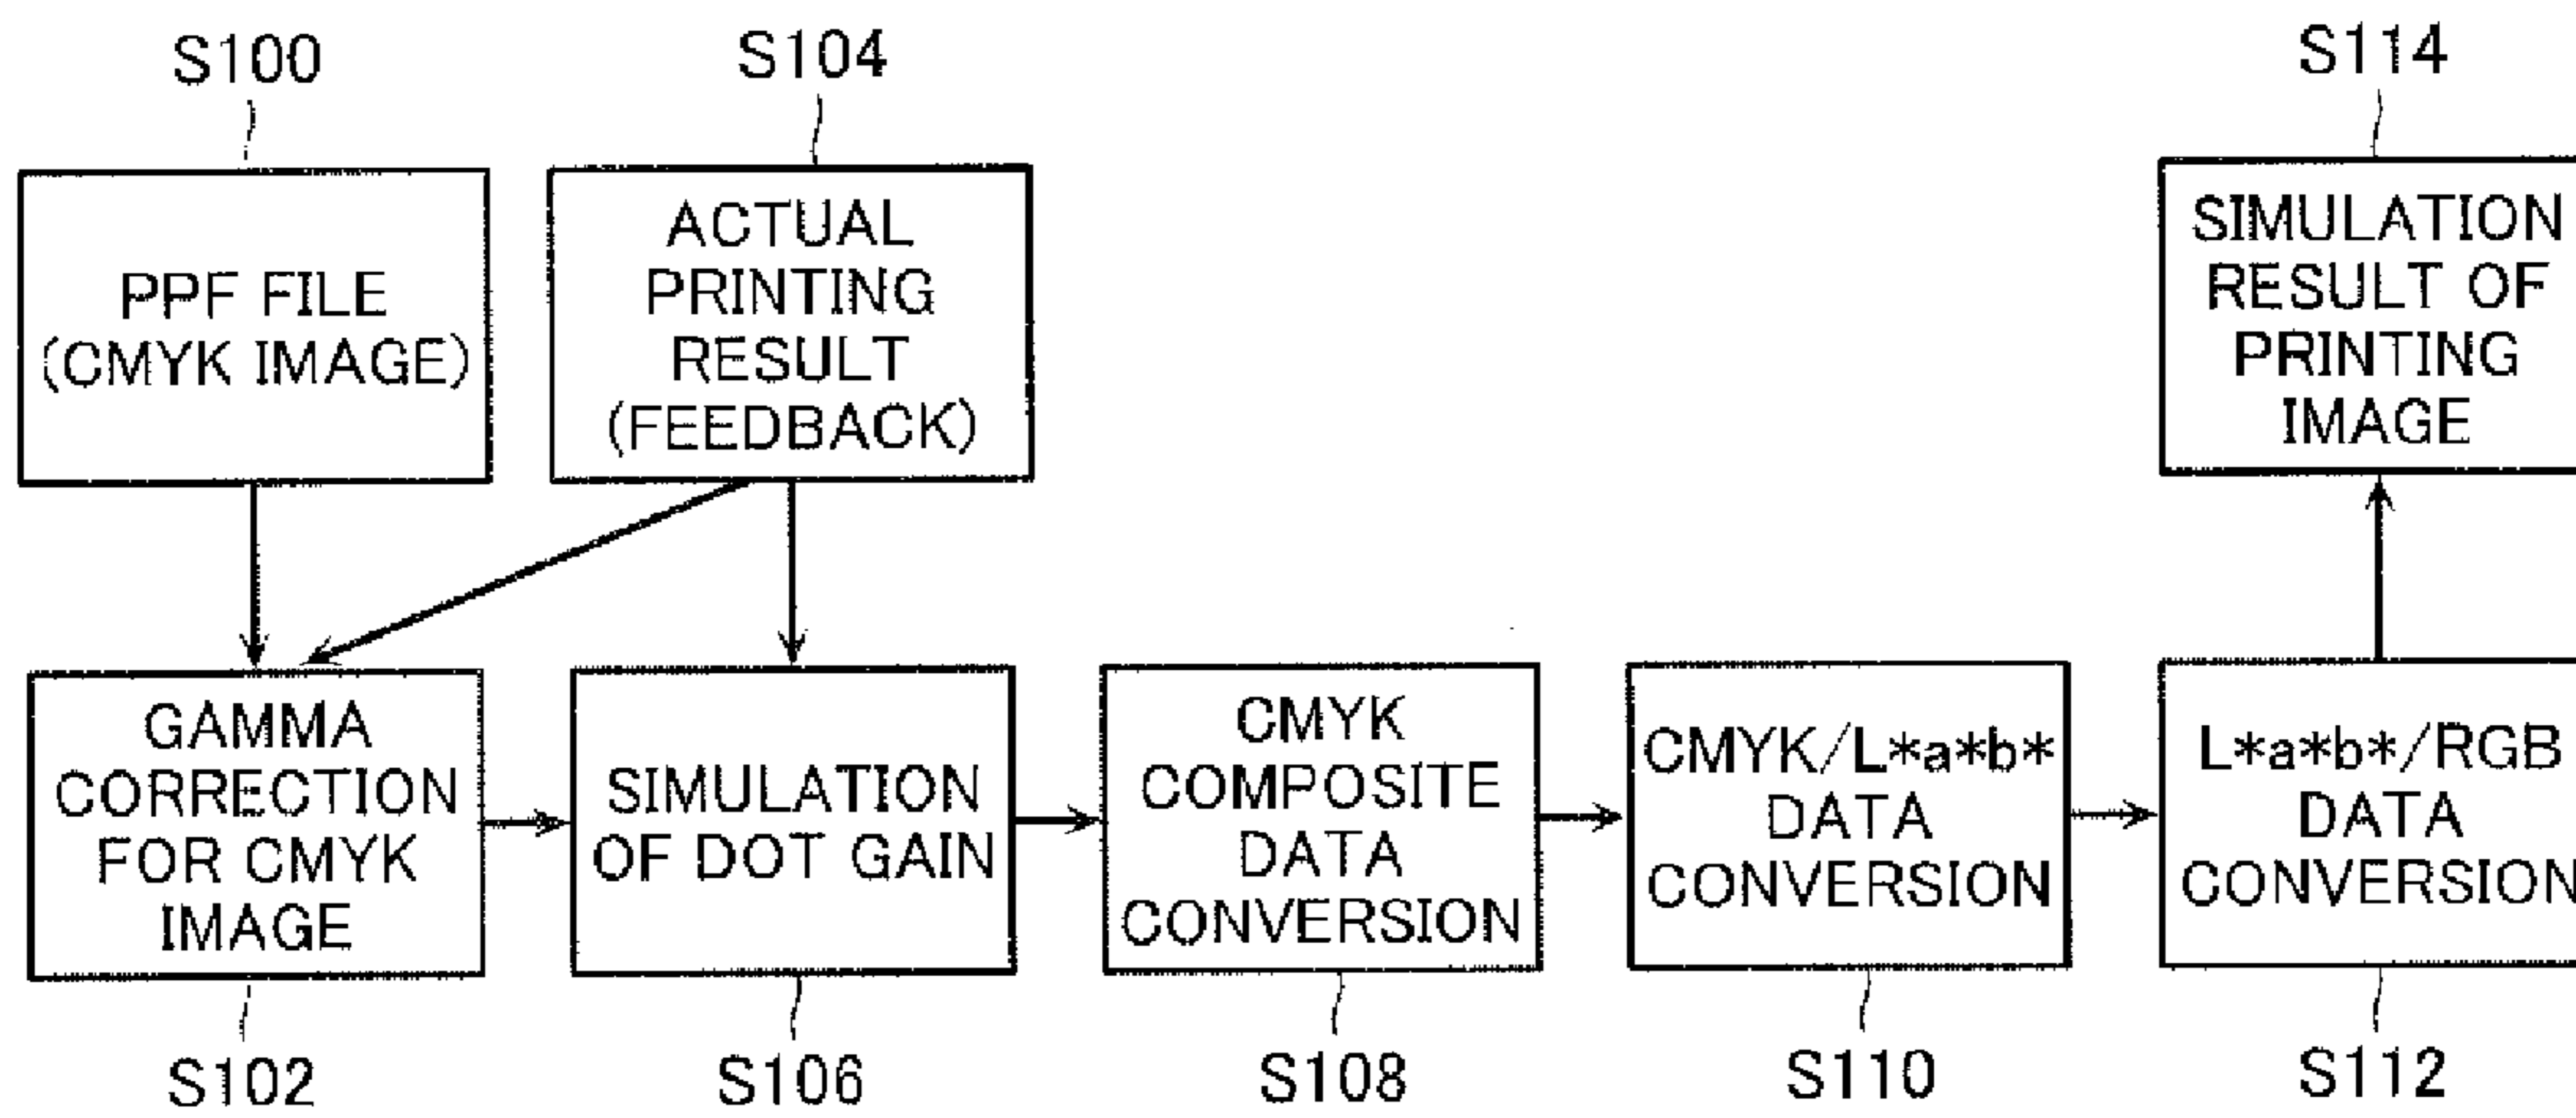 S100
S104
S114
PPF FILE
(CMYK IMAGE)
ACTUAL
PRINTING
RESULT
(FEEDBACK)
SIMULATION
RESULT OF
PRINTING
IMAGE
GAMMA
CORRECTION
FOR CMYK
IMAGE
SIMULATION
OF DOT GAIN
CMYK
COMPOSITE
DATA
CONVERSION
CMYK/L*a*b*
DATA
CONVERSION
L*a*b*/RGB
DATA
CONVERSION
S102
S106
S108
S110
S112